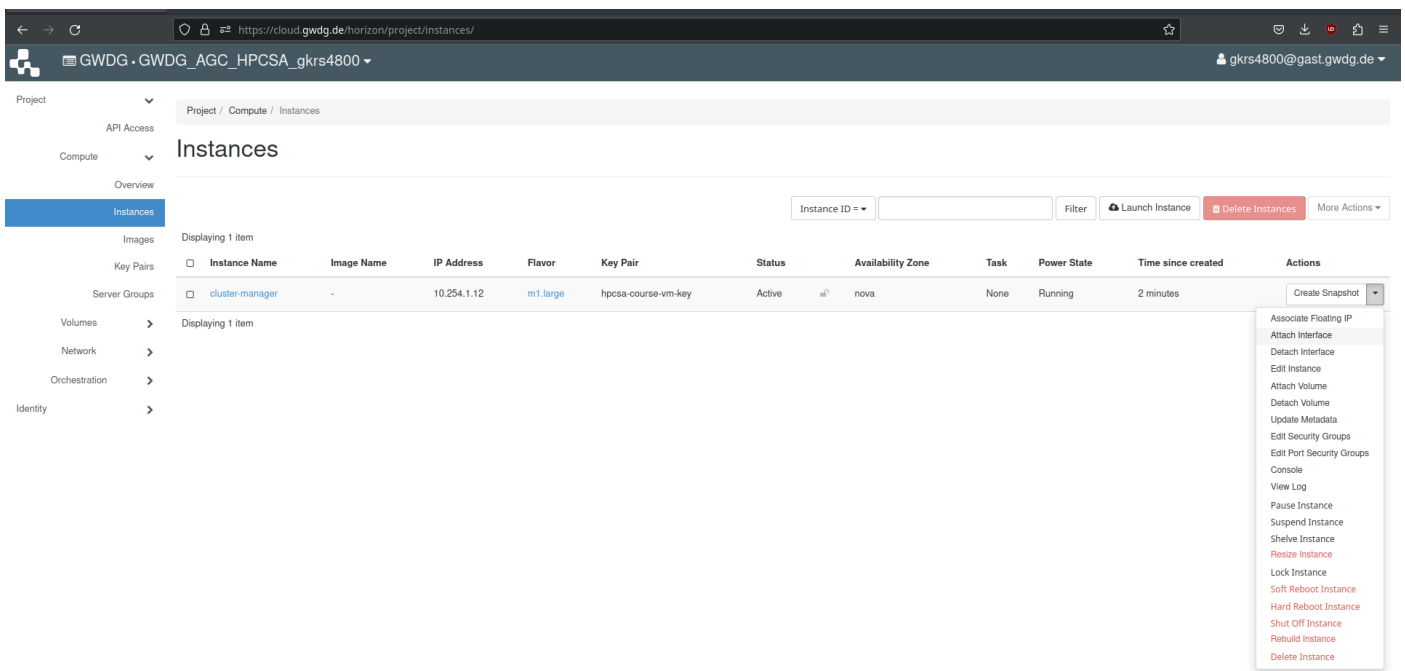 https://cloud.gwdg.de/horizon/project/instances/
GWDG • GWDG_AGC_HPCSA_gkrs4800
gkrs4800@gast.gwdg.de
Project
API Access
Compute
Overview
Instances
Images
Key Pairs
Server Groups
Volumes
Network
Orchestration
Identity
Project / Compute / Instances
Instances
Instance ID = Filter Launch Instance Delete Instances More Actions
Displaying 1 item
Instance Name Image Name IP Address Flavor Key Pair Status Availability Zone Task Power State Time since created Actions
cluster-manager - 10.254.1.12 m1.large hpcsa-course-vm-key Active nova None Running 2 minutes Create Snapshot
Displaying 1 item
Associate Floating IP
Attach Interface
Detach Interface
Edit Instance
Attach Volume
Detach Volume
Update Metadata
Edit Security Groups
Edit Port Security Groups
Console
View Log
Pause Instance
Suspend Instance
Shelve Instance
Resize Instance
Lock Instance
Soft Reboot Instance
Hard Reboot Instance
Shut Off Instance
Rebuild Instance
Delete Instance